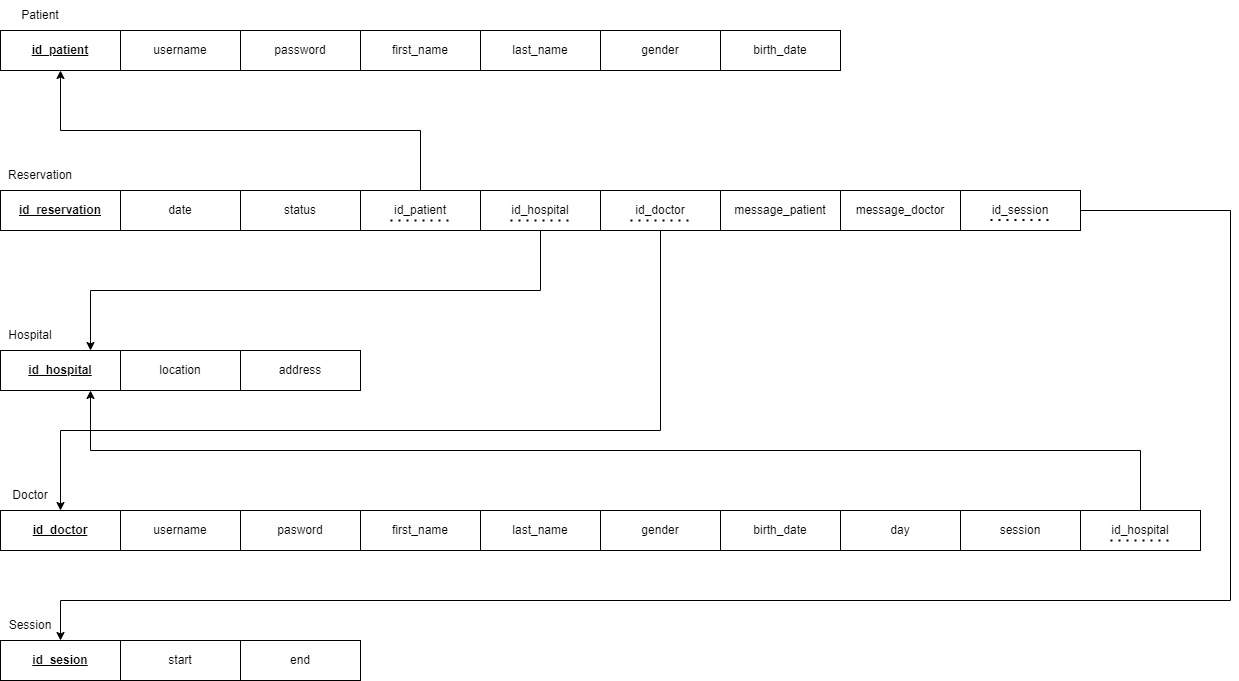 Patient
id_patient username password first_name last_name gender birth_date
Reservation
id_reservation date status id_patient id_hospital id_doctor message_patient message_doctor id_session
Hospital
id_hospital location address
Doctor
id_doctor username pasword first_name last_name gender birth_date day session id_hospital
Session
id_sesion start end